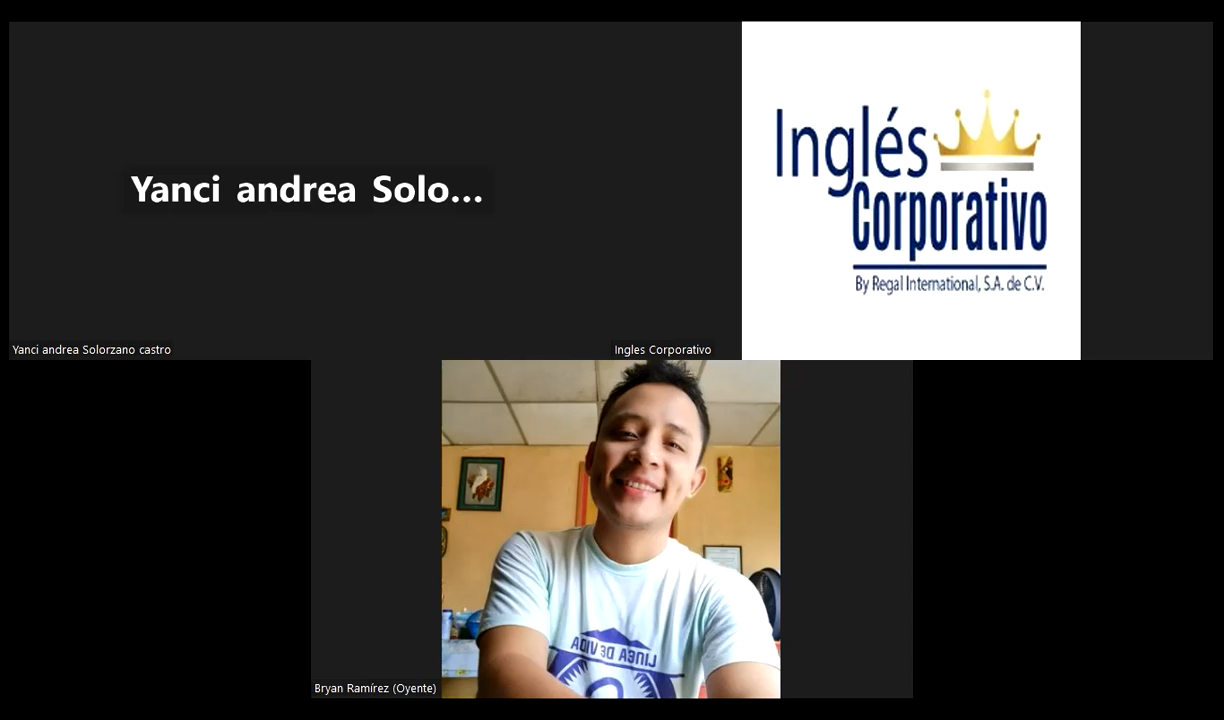 Yanci andrea Solo...
Inglés
Corporativo
By Regal International, S.A. de C.V.
Yanci andrea Solorzano castro
Ingles Corporativo
LINEA DE VIDA
Bryan Ramírez (Oyente)